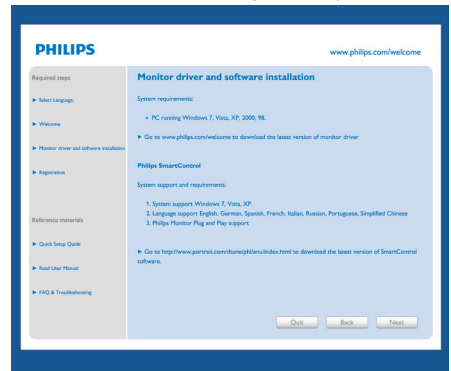 PHILIPS
www.philips.com/welcome
Required steps
► Select Language:
► Welcome
► Monitor driver and software installation
► Registration
Reference materials
► Quick Setup Guide
► Read User Manual
► FAQ & Troubleshooting
Monitor driver and software installation
System requirements:
• PC running Windows 7, Vista, XP, 2000, 98.
► Go to www.philips.com/welcome to download the latest version of monitor driver
Philips SmartControl
System support and requirements:
1. System support Windows 7, Vista, XP.
2. Language support English, German, Spanish, French, Italian, Russian, Portuguese, Simplified Chinese
3. Philips Monitor Plug and Play support
► Go to http://www.portrait.com/dtune/phl/enu/index.html to download the latest version of SmartControl
software.
Quit
Back
Next